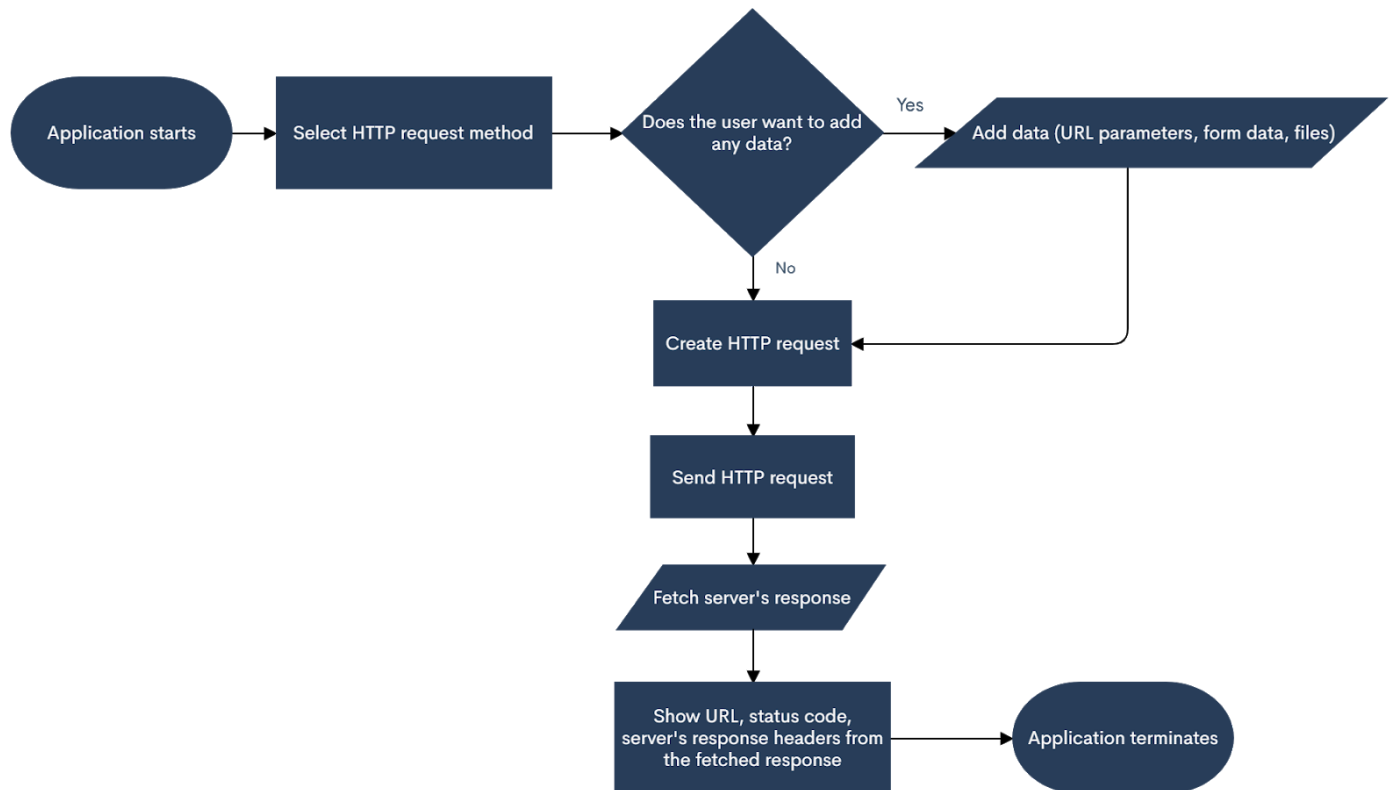 Application starts
Select HTTP request method
Does the user want to add
any data?
Yes
Add data (URL parameters, form data, files)
No
Create HTTP request
Send HTTP request
Fetch server's response
Show URL, status code,
server's response headers from
the fetched response
Application terminates